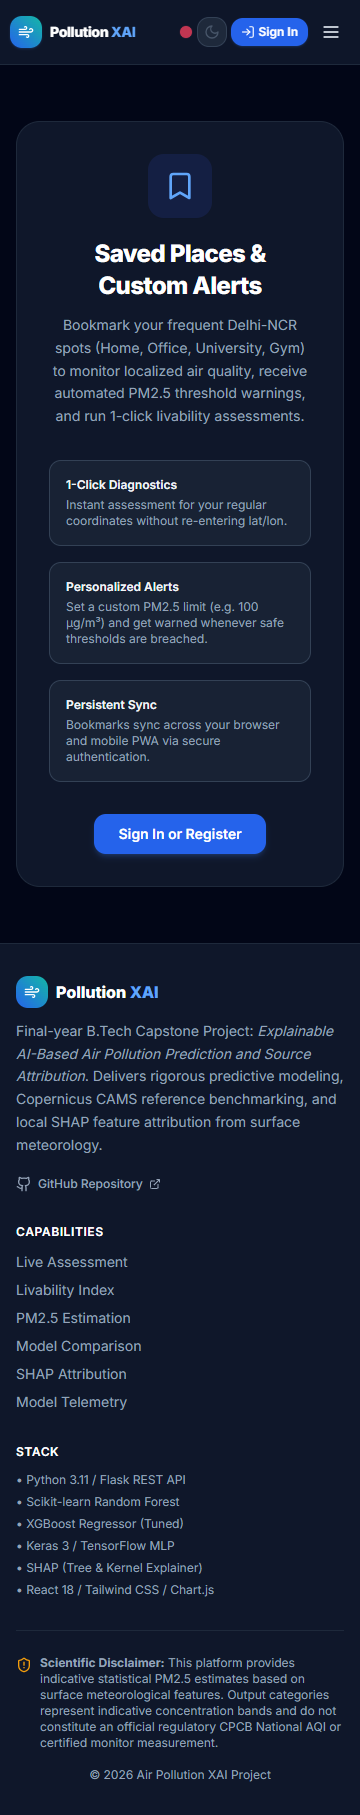 Pollution XAI
Sign In
Saved Places &
Custom Alerts
Bookmark your frequent Delhi-NCR
spots (Home, Office, University, Gym)
to monitor localized air quality, receive
automated PM2.5 threshold warnings,
and run 1-click livability assessments.
1-Click Diagnostics
Instant assessment for your regular
coordinates without re-entering lat/lon.
Personalized Alerts
Set a custom PM2.5 limit (e.g. 100
µg/m³) and get warned whenever safe
thresholds are breached.
Persistent Sync
Bookmarks sync across your browser
and mobile PWA via secure
authentication.
Sign In or Register
Pollution XAI
Final-year B.Tech Capstone Project: Explainable
AI-Based Air Pollution Prediction and Source
Attribution. Delivers rigorous predictive modeling,
Copernicus CAMS reference benchmarking, and
local SHAP feature attribution from surface
meteorology.
GitHub Repository
CAPABILITIES
Live Assessment
Livability Index
PM2.5 Estimation
Model Comparison
SHAP Attribution
Model Telemetry
STACK
• Python 3.11 / Flask REST API
• Scikit-learn Random Forest
• XGBoost Regressor (Tuned)
• Keras 3 / TensorFlow MLP
• SHAP (Tree & Kernel Explainer)
• React 18 / Tailwind CSS / Chart.js
Scientific Disclaimer: This platform provides
indicative statistical PM2.5 estimates based on
surface meteorological features. Output categories
represent indicative concentration bands and do not
constitute an official regulatory CPCB National AQI or
certified monitor measurement.
© 2026 Air Pollution XAI Project